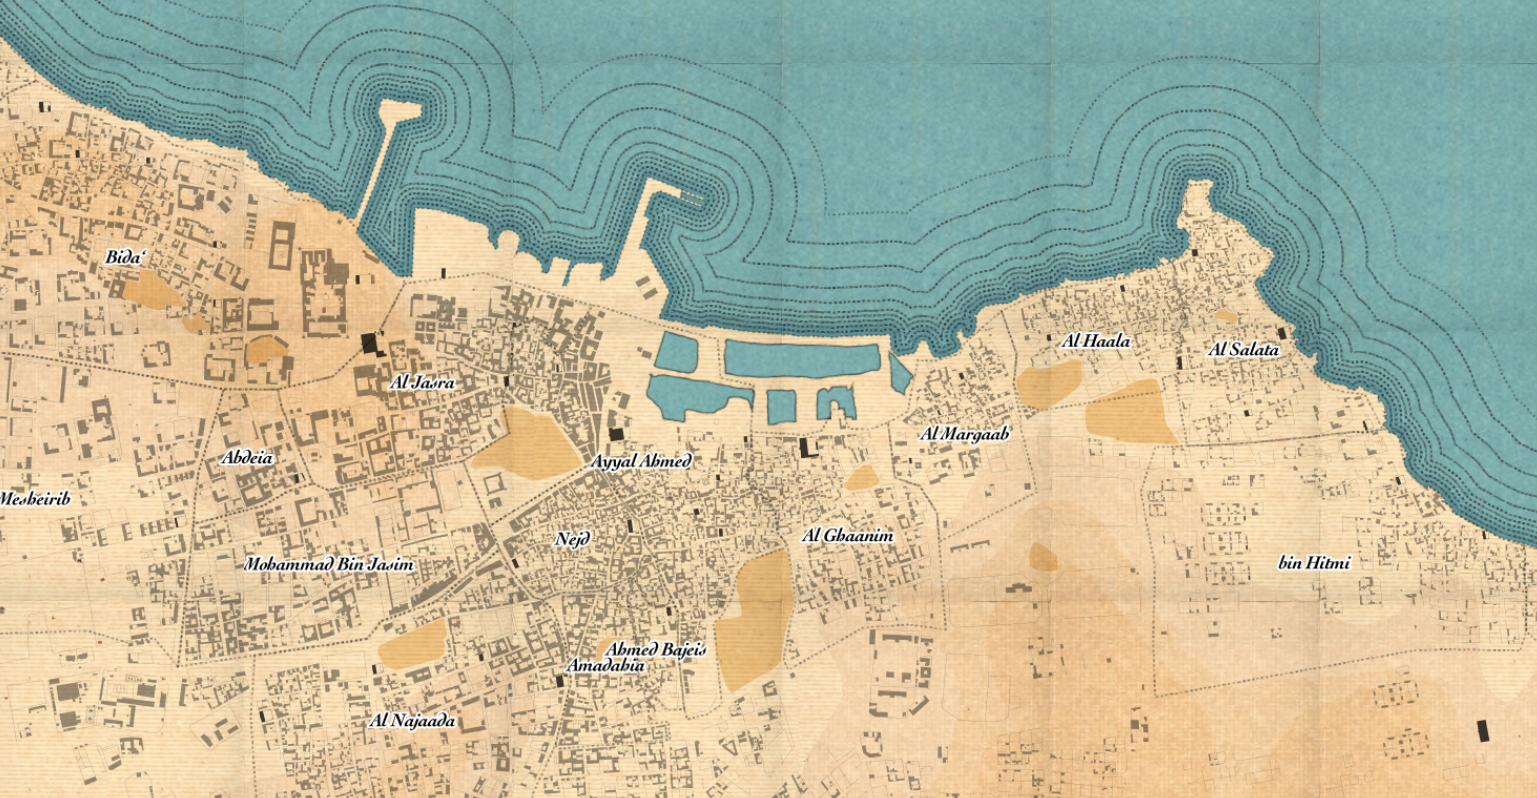 Bida'
Al Haala
Al Salata
Al Jasra
Al Margaab
Abdeia
Ayyal Ahmed
Mesheirib
Nejd
Al Ghaanim
Mohammad Bin Jasim
bin Hitmi
Ahmed Bajeis
Amadahia
Al Najaada